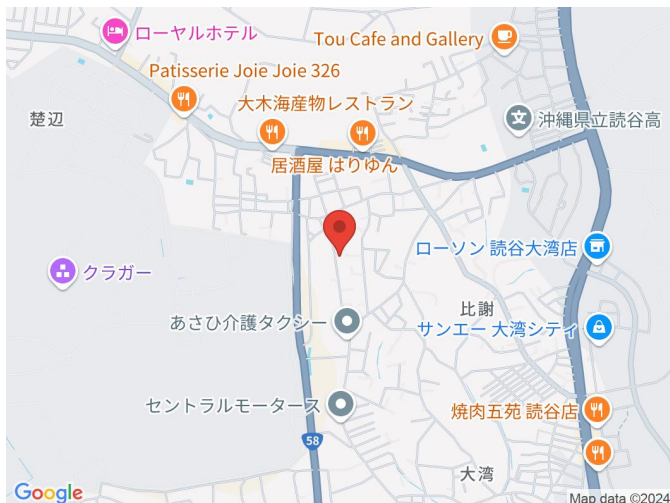 ローヤルホテル
Tou Cafe and Gallery
Patisserie Joie Joie 326
大木海産物レストラン
楚辺
沖縄県立読谷高
居酒屋 はりゆん
ローソン 読谷大湾店
クラガー
比謝
あさひ介護タクシー
サンエー 大湾シティ
セントラルモータース
焼肉五苑 読谷店
58
大湾
Google
Map data ©2024